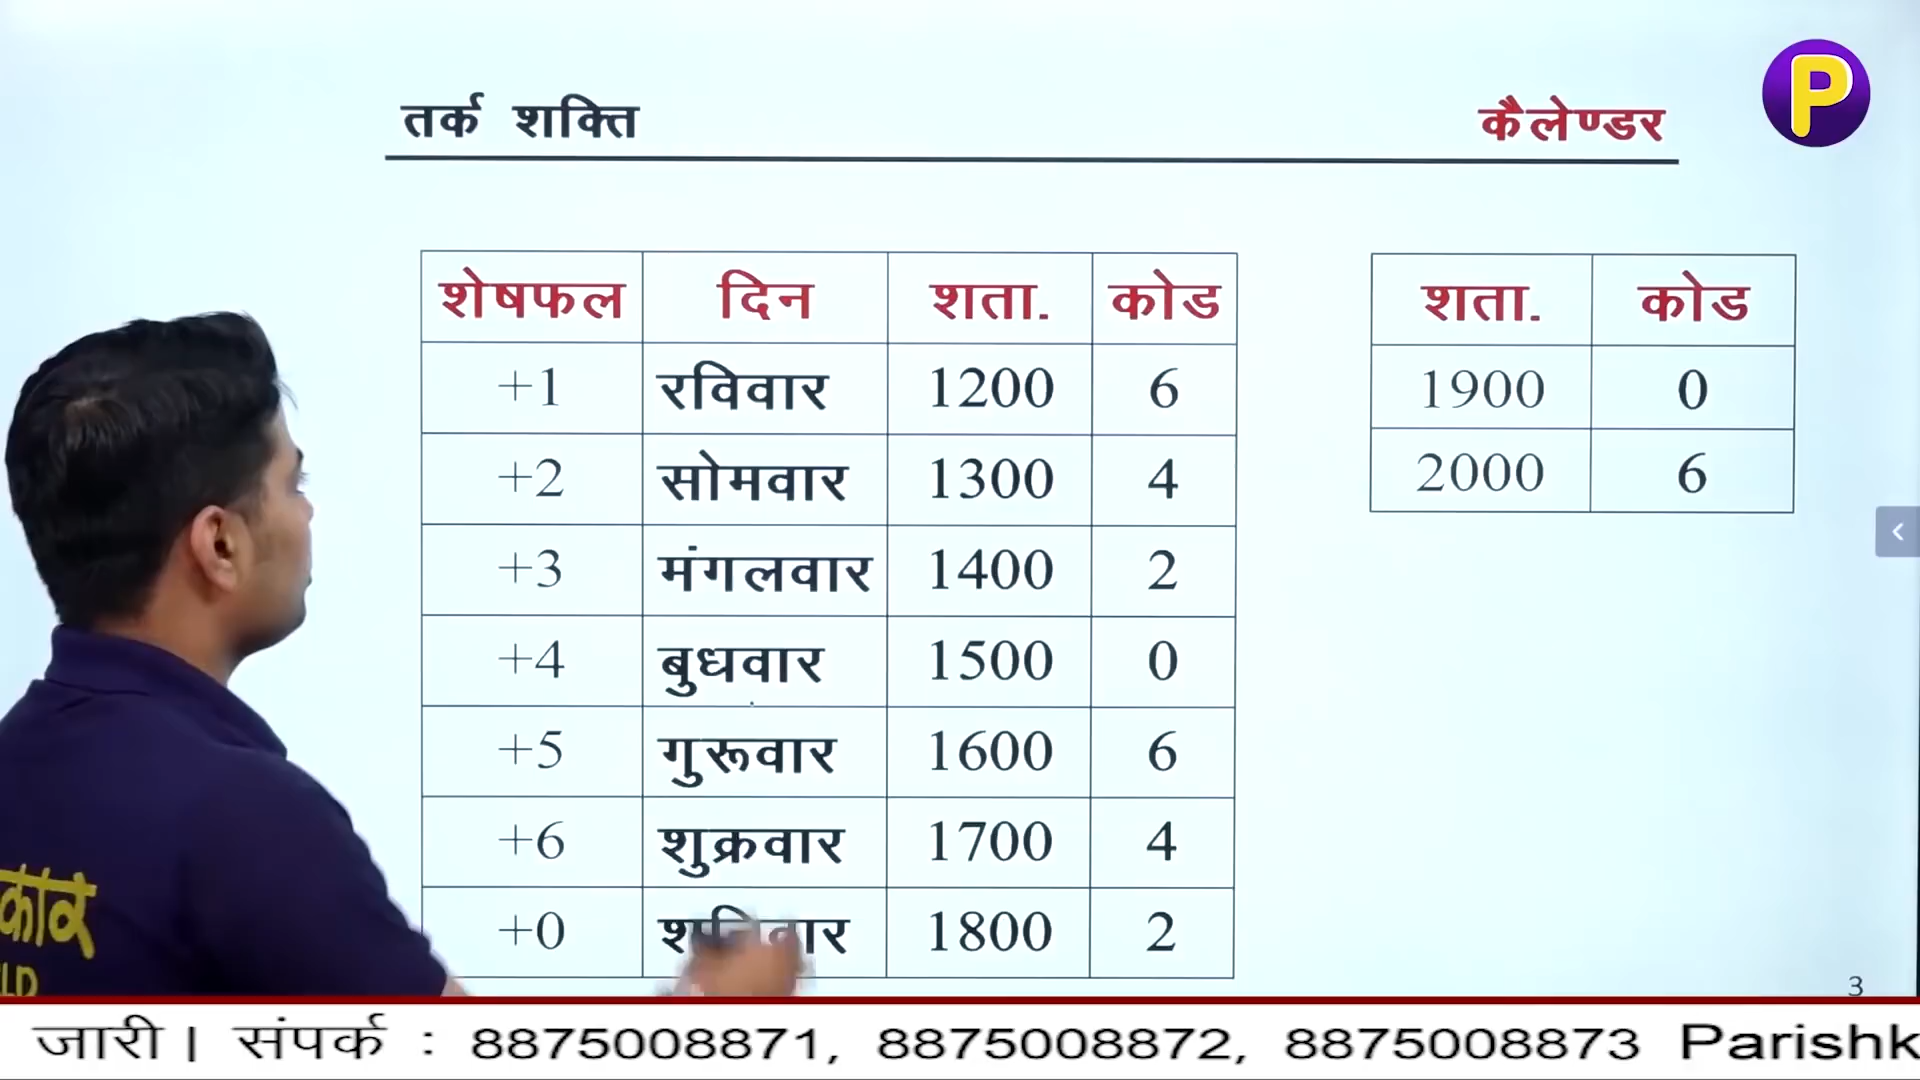 तर्क शक्ति
कैलेण्डर
P
शेषफल दिन शता. कोड
+1 रविवार 1200 6
+2 सोमवार 1300 4
+3 मंगलवार 1400 2
+4 बुधवार 1500 0
+5 गुरूवार 1600 6
+6 शुक्रवार 1700 4
+0 शनिवार 1800 2
शता. कोड
1900 0
2000 6
3
जारी। संपर्क : 8875008871, 8875008872, 8875008873 Parishk